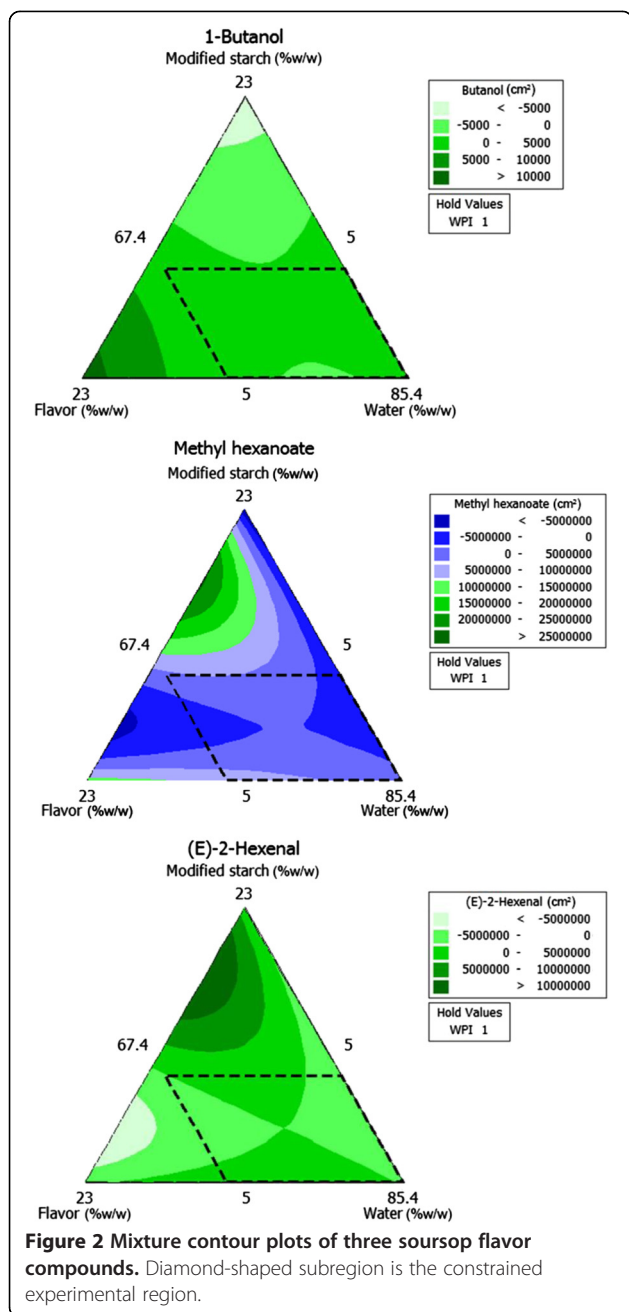 1-Butanol
Modified starch (%w/w)
23
67.4
5
23
5
85.4
Flavor (%w/w)
Water (%w/w)
Butanol (cm²)
< -5000
-5000 - 0
0 - 5000
5000 - 10000
> 10000
Hold Values
WPI 1
Methyl hexanoate
Modified starch (%w/w)
23
67.4
5
23
5
85.4
Flavor (%w/w)
Water (%w/w)
Methyl hexanoate (cm²)
< -5000000
-5000000 - 0
0 - 5000000
5000000 - 10000000
10000000 - 15000000
15000000 - 20000000
20000000 - 25000000
> 25000000
Hold Values
WPI 1
(E)-2-Hexenal
Modified starch (%w/w)
23
67.4
5
23
5
85.4
Flavor (%w/w)
Water (%w/w)
(E)-2-Hexenal (cm²)
< -5000000
-5000000 - 0
0 - 5000000
5000000 - 10000000
> 10000000
Hold Values
WPI 1
Figure 2 Mixture contour plots of three soursop flavor
compounds. Diamond-shaped subregion is the constrained
experimental region.